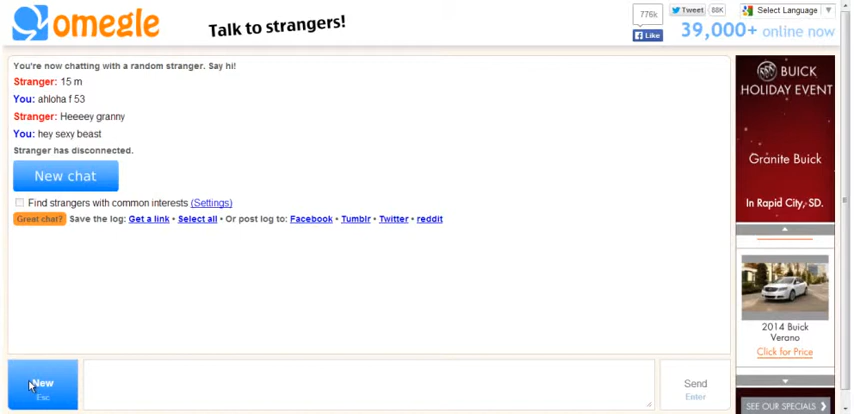 omegle
Talk to strangers!
776k
Like
Tweet
88K
Select Language
39,000+ online now
You're now chatting with a random stranger. Say hi!
Stranger: 15 m
You: ahloha f 53
Stranger: Heeeey granny
You: hey sexy beast
Stranger has disconnected.
New chat
Find strangers with common interests (Settings)
Great chat? Save the log: Get a link • Select all • Or post log to: Facebook • Tumblr • Twitter • reddit
BUICK
HOLIDAY EVENT
Granite Buick
In Rapid City, SD.
2014 Buick
Verano
Click for Price
SEE OUR SPECIALS
New
Esc
Send
Enter